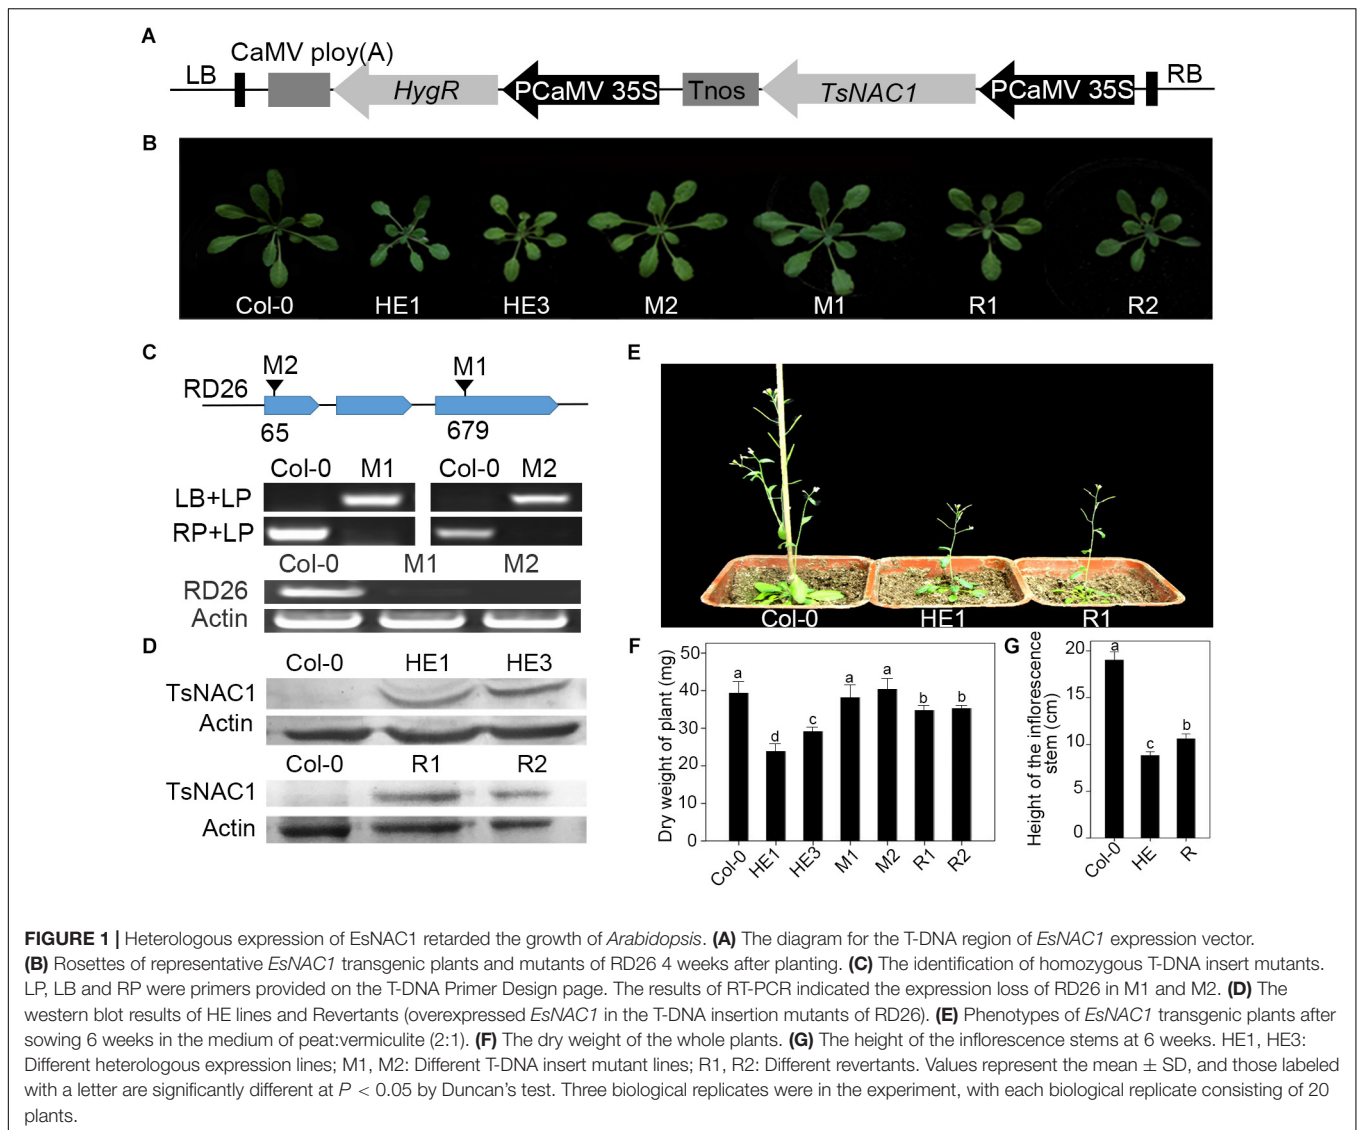 A
LB
CaMV ploy(A)
HygR
PCaMV 35S
Tnos
TsNAC1
PCaMV 35S
RB
B
Col-0 HE1 HE3 M2 M1 R1 R2
C
M2 M1
RD26
65 679
Col-0 M1 Col-0 M2
LB+LP
RP+LP
Col-0 M1 M2
RD26
Actin
D
Col-0 HE1 HE3
TsNAC1
Actin
Col-0 R1 R2
TsNAC1
Actin
E
Col-0 HE1 R1
F
Dry weight of plant (mg)
50
40
30
20
10
0
a d c a a b b
Col-0 HE1 HE3 M1 M2 R1 R2
G
Height of the inflorescence
stem (cm)
20
15
10
5
0
a c b
Col-0 HE R
FIGURE 1 | Heterologous expression of EsNAC1 retarded the growth of Arabidopsis. (A) The diagram for the T-DNA region of EsNAC1 expression vector.
(B) Rosettes of representative EsNAC1 transgenic plants and mutants of RD26 4 weeks after planting. (C) The identification of homozygous T-DNA insert mutants.
LP, LB and RP were primers provided on the T-DNA Primer Design page. The results of RT-PCR indicated the expression loss of RD26 in M1 and M2. (D) The
western blot results of HE lines and Revertants (overexpressed EsNAC1 in the T-DNA insertion mutants of RD26). (E) Phenotypes of EsNAC1 transgenic plants after
sowing 6 weeks in the medium of peat:vermiculite (2:1). (F) The dry weight of the whole plants. (G) The height of the inflorescence stems at 6 weeks. HE1, HE3:
Different heterologous expression lines; M1, M2: Different T-DNA insert mutant lines; R1, R2: Different revertants. Values represent the mean ± SD, and those labeled
with a letter are significantly different at P < 0.05 by Duncan's test. Three biological replicates were in the experiment, with each biological replicate consisting of 20
plants.